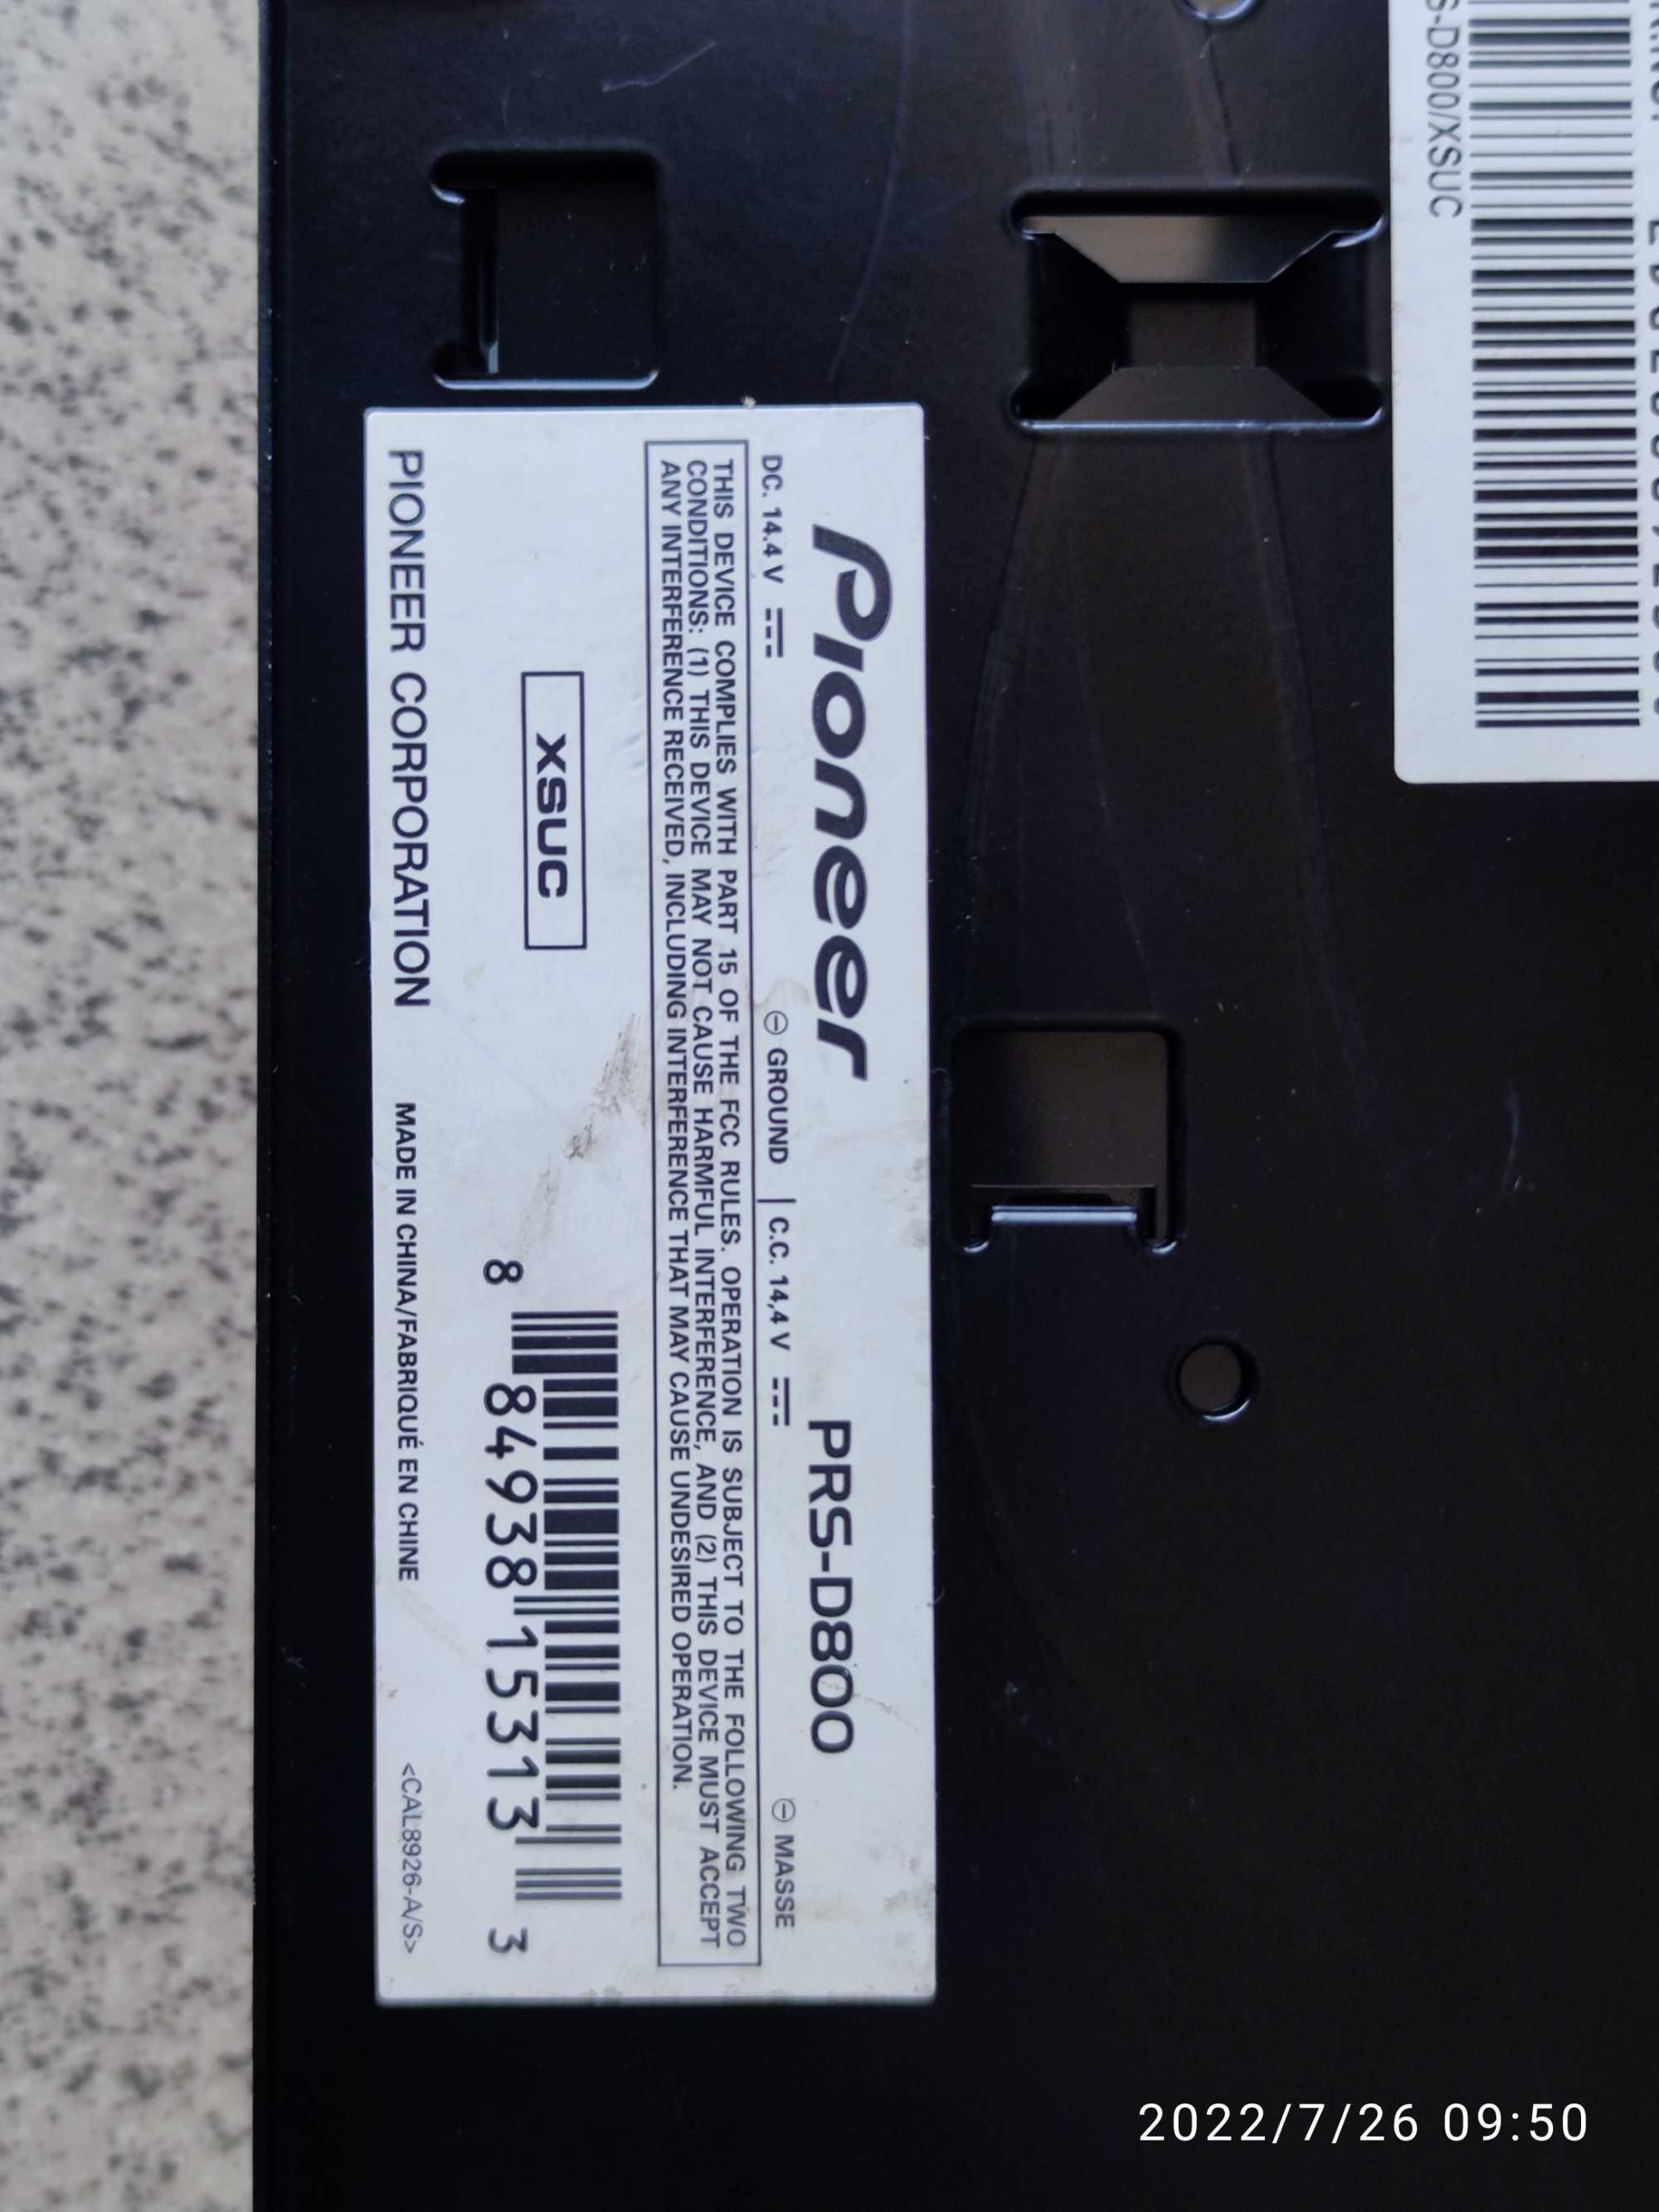 S-D800/XSUC
Pioneer PRS-D800
DC. 14.4 V ⎓ ⊖ GROUND | C.C. 14,4 V ⎓ ⊖ MASSE
THIS DEVICE COMPLIES WITH PART 15 OF THE FCC RULES. OPERATION IS SUBJECT TO THE FOLLOWING TWO
CONDITIONS: (1) THIS DEVICE MAY NOT CAUSE HARMFUL INTERFERENCE, AND (2) THIS DEVICE MUST ACCEPT
ANY INTERFERENCE RECEIVED, INCLUDING INTERFERENCE THAT MAY CAUSE UNDESIRED OPERATION.
XSUC
8 84938 15313 3
PIONEER CORPORATION MADE IN CHINA/FABRIQUÉ EN CHINE <CAL8926-A/S>
2022/7/26 09:50